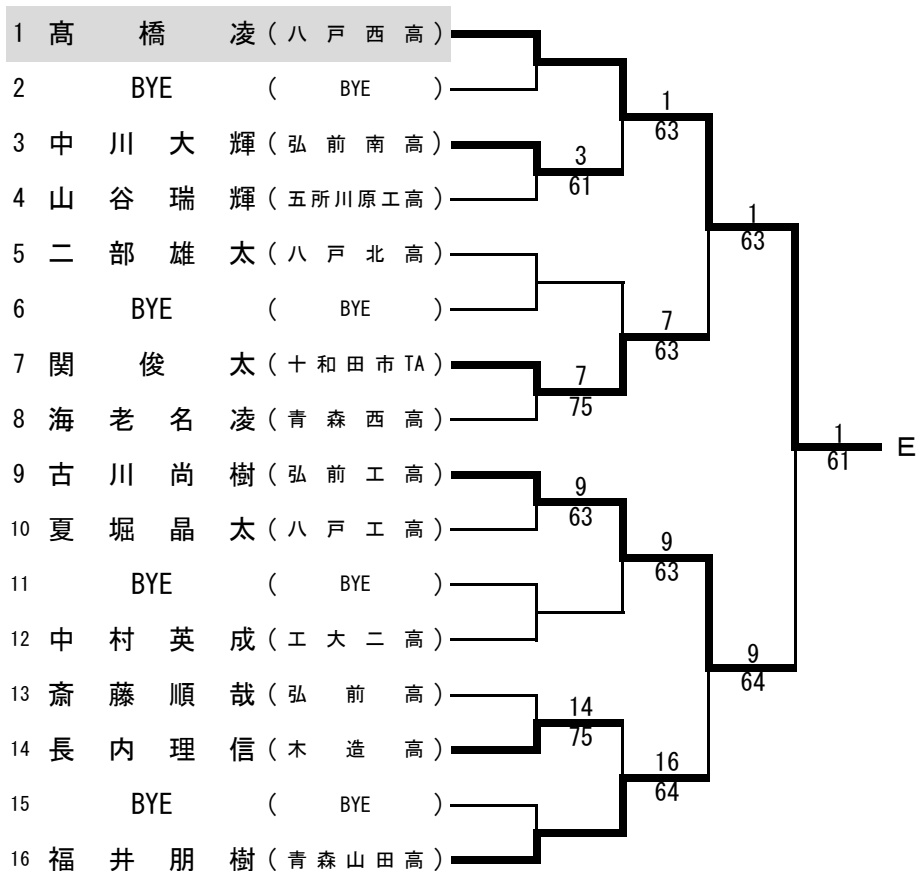 1 髙橋凌 (八戸西高)
2 BYE ( BYE )
1
63
3 中川大輝 (弘前南高)
3
61
4 山谷瑞輝 (五所川原工高)
1
63
5 二部雄太 (八戸北高)
6 BYE ( BYE )
7
63
7 関俊太 (十和田市TA)
7
75
8 海老名凌 (青森西高)
1
61
E
9 古川尚樹 (弘前工高)
9
63
10 夏堀晶太 (八戸工高)
9
63
11 BYE ( BYE )
12 中村英成 (工大二高)
9
64
13 斎藤順哉 (弘前高)
14
75
14 長内理信 (木造高)
16
64
15 BYE ( BYE )
16 福井朋樹 (青森山田高)